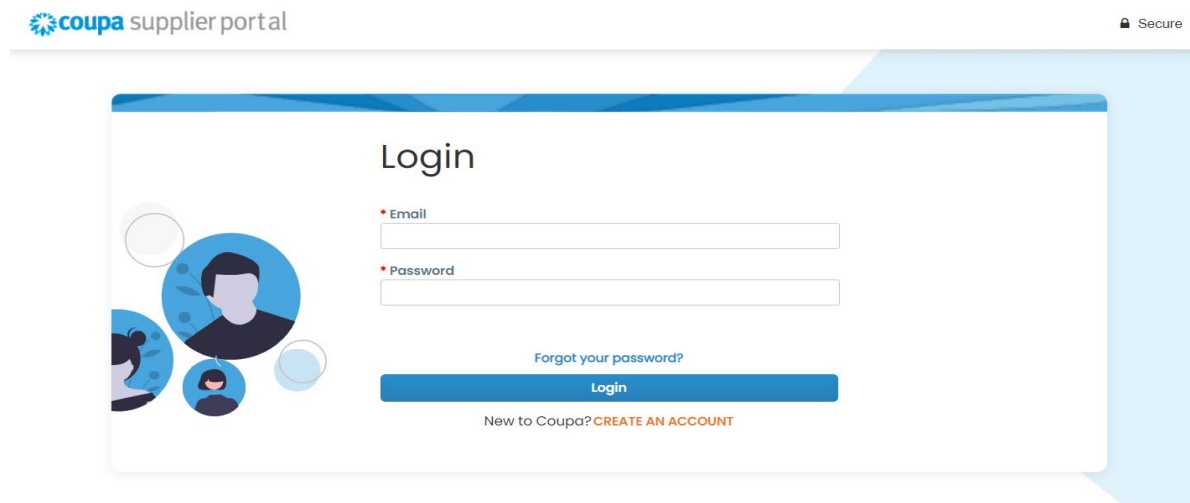 coupa supplier portal
Secure
Login
* Email
* Password
Forgot your password?
Login
New to Coupa? CREATE AN ACCOUNT